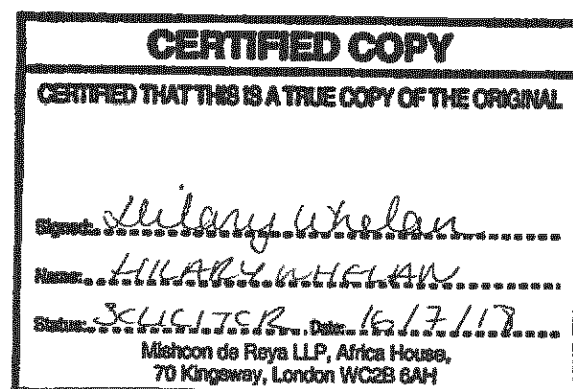 CERTIFIED COPY
CERTIFIED THAT THIS IS A TRUE COPY OF THE ORIGINAL
Signed: Hilary Whelan
Name: HILARY WHELAN
Status: SOLICITOR Date: 16/7/18
Mishcon de Reya LLP, Africa House,
70 Kingsway, London WC2B 6AH